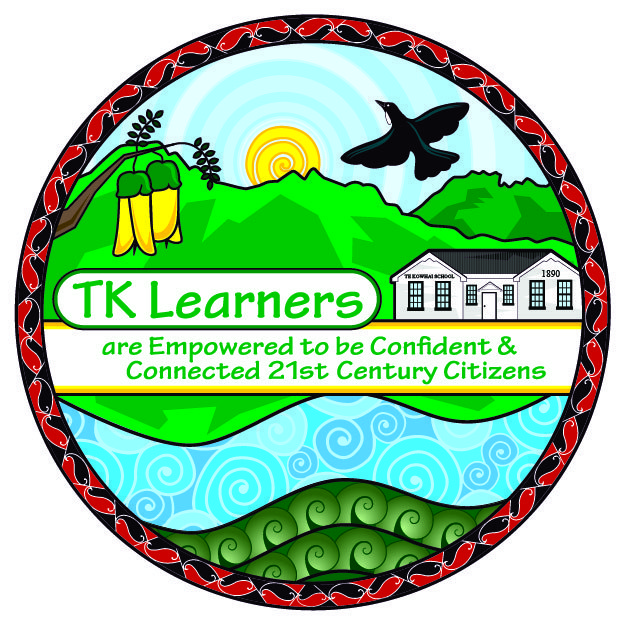 TE KOWHAI SCHOOL
1890
TK Learners
are Empowered to be Confident &
Connected 21st Century Citizens